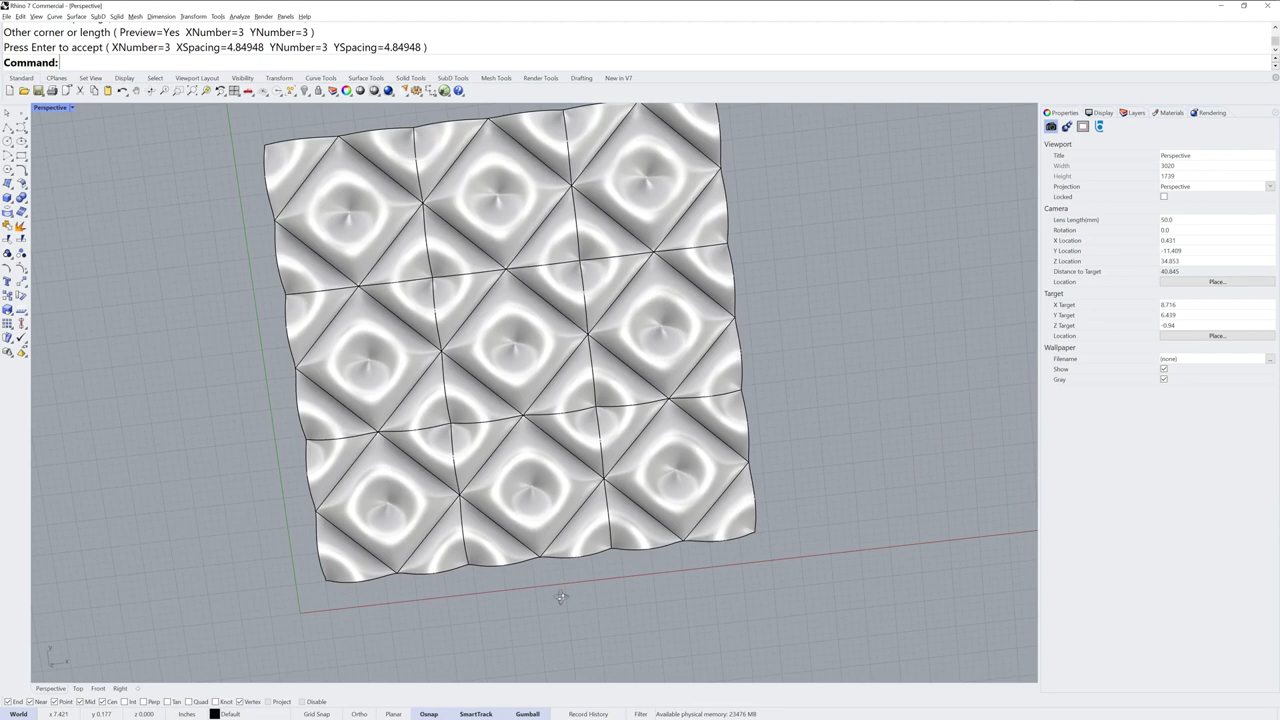 Rhino 7 Commercial - [Perspective]
File Edit View Curve Surface SubD Solid Mesh Dimension Transform Tools Analyze Render Panels Help
Other corner or length ( Preview=Yes XNumber=3 YNumber=3 )
Press Enter to accept ( XNumber=3 XSpacing=4.84948 YNumber=3 YSpacing=4.84948 )
Command:
Standard CPlanes Set View Display Select Viewport Layout Visibility Transform Curve Tools Surface Tools Solid Tools SubD Tools Mesh Tools Render Tools Drafting New in V7
Perspective
Properties Display Layers Materials Rendering
Viewport
Title Perspective
Width 3020
Height 1739
Projection Perspective
Locked
Camera
Lens Length(mm) 50.0
Rotation 0.0
X Location 0.431
Y Location -11.409
Z Location 34.853
Distance to Target 40.845
Location Place...
Target
X Target 8.716
Y Target 6.439
Z Target -0.94
Location Place...
Wallpaper
Filename (none) ...
Show
Gray
y
z x
Perspective Top Front Right
End Near Point Mid Cen Int Perp Tan Quad Knot Vertex Project Disable
World x 7.421 y 0.177 z 0.000 Inches Default Grid Snap Ortho Planar Osnap SmartTrack Gumball Record History Filter Available physical memory: 23476 MB